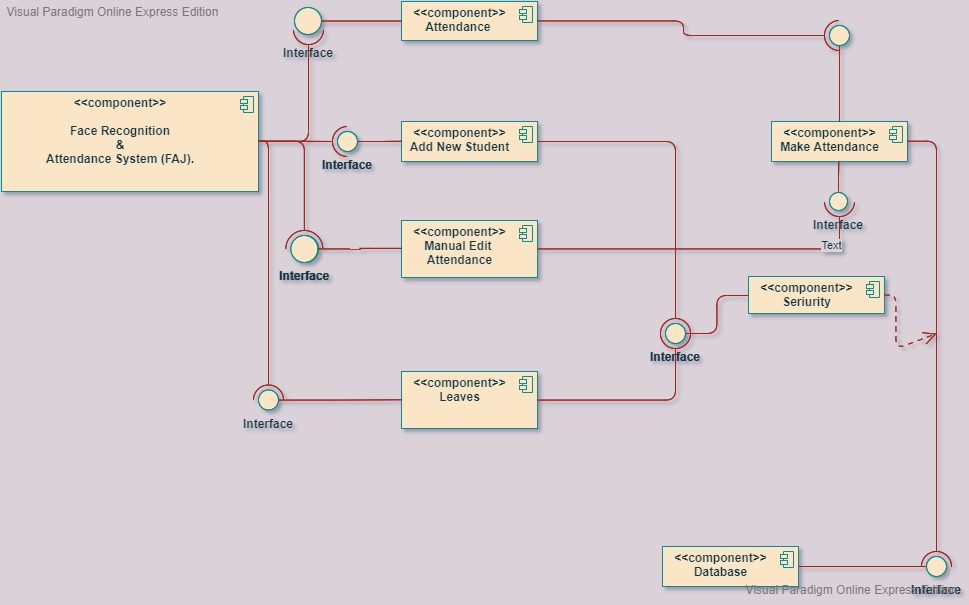 Visual Paradigm Online Express Edition
<<component>>
Attendance
Interface
<<component>>
Face Recognition
&
Attendance System (FAJ).
Interface
<<component>>
Add New Student
<<component>>
Make Attendance
Interface
Text
<<component>>
Manual Edit
Attendance
Interface
<<component>>
Seriurity
Interface
<<component>>
Leaves
Interface
<<component>>
Database
Visual Paradigm Online Express Edition
Interface